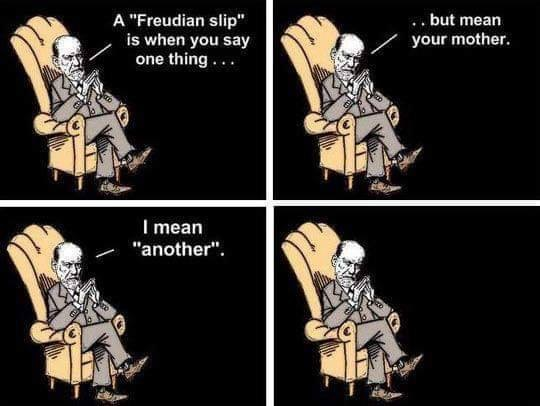 A "Freudian slip"
is when you say
one thing . . .
. . but mean
your mother.
I mean
"another".